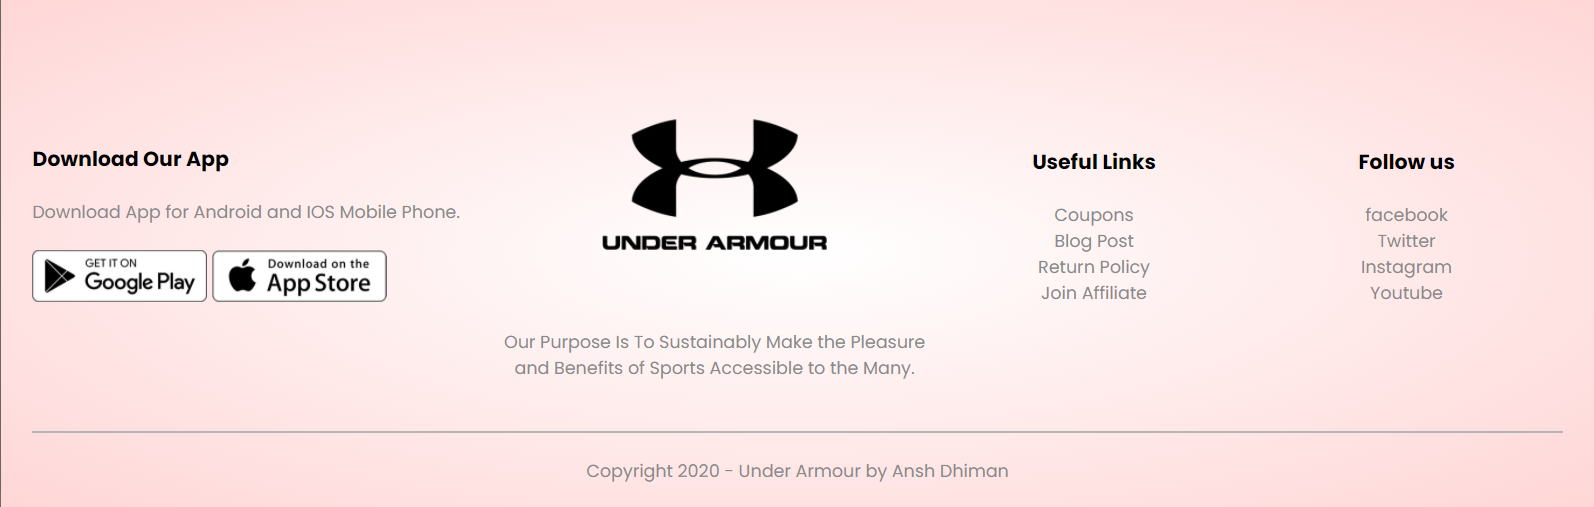 Download Our App
Download App for Android and IOS Mobile Phone.
GET IT ON
Google Play
Download on the
App Store
UNDER ARMOUR
Our Purpose Is To Sustainably Make the Pleasure
and Benefits of Sports Accessible to the Many.
Useful Links
Coupons
Blog Post
Return Policy
Join Affiliate
Follow us
facebook
Twitter
Instagram
Youtube
Copyright 2020 - Under Armour by Ansh Dhiman